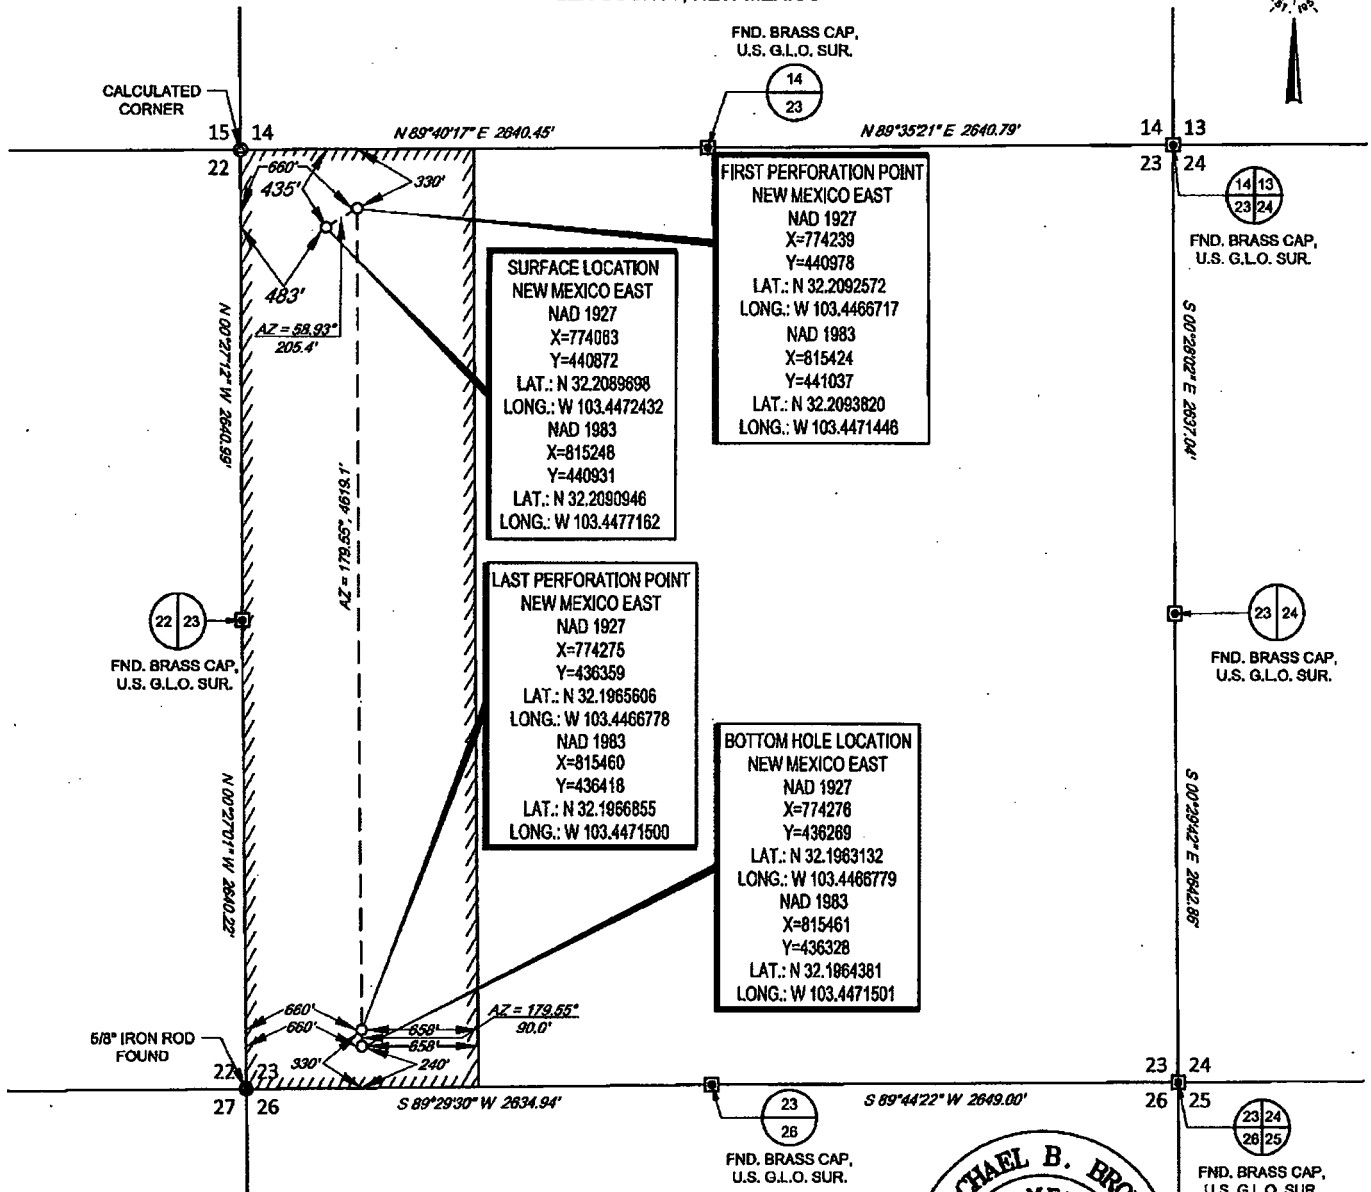 FND. BRASS CAP,
U.S. G.L.O. SUR.
14
23
CALCULATED
CORNER
15 14
22
N 89°40'17" E 2640.45'
N 89°35'21" E 2640.79'
14 13
23 24
14 13
23 24
FND. BRASS CAP,
U.S. G.L.O. SUR.
660'
435'
330'
483'
AZ = 58.93°
205.4'
FIRST PERFORATION POINT
NEW MEXICO EAST
NAD 1927
X=774239
Y=440978
LAT.: N 32.2092572
LONG.: W 103.4466717
NAD 1983
X=815424
Y=441037
LAT.: N 32.2093820
LONG.: W 103.4471446
SURFACE LOCATION
NEW MEXICO EAST
NAD 1927
X=774063
Y=440872
LAT.: N 32.2089698
LONG.: W 103.4472432
NAD 1983
X=815248
Y=440931
LAT.: N 32.2090946
LONG.: W 103.4477162
N 00°27'12" W 2640.99'
S 00°28'02" E 2637.04'
AZ = 179.55°, 4619.1'
22 23
FND. BRASS CAP,
U.S. G.L.O. SUR.
23 24
FND. BRASS CAP,
U.S. G.L.O. SUR.
LAST PERFORATION POINT
NEW MEXICO EAST
NAD 1927
X=774275
Y=436359
LAT.: N 32.1965606
LONG.: W 103.4466778
NAD 1983
X=815460
Y=436418
LAT.: N 32.1966855
LONG.: W 103.4471500
BOTTOM HOLE LOCATION
NEW MEXICO EAST
NAD 1927
X=774276
Y=436269
LAT.: N 32.1963132
LONG.: W 103.4466779
NAD 1983
X=815461
Y=436328
LAT.: N 32.1964381
LONG.: W 103.4471501
N 00°27'01" W 2640.22'
S 00°29'42" E 2642.86'
660'
658'
660'
658'
AZ = 179.55°
90.0'
330'
240'
5/8" IRON ROD
FOUND
22 23
27 26
S 89°29'30" W 2634.94'
S 89°44'22" W 2649.00'
23
26
FND. BRASS CAP,
U.S. G.L.O. SUR.
23 24
26 25
23 24
26 25
FND. BRASS CAP,
U.S. G.L.O. SUR.